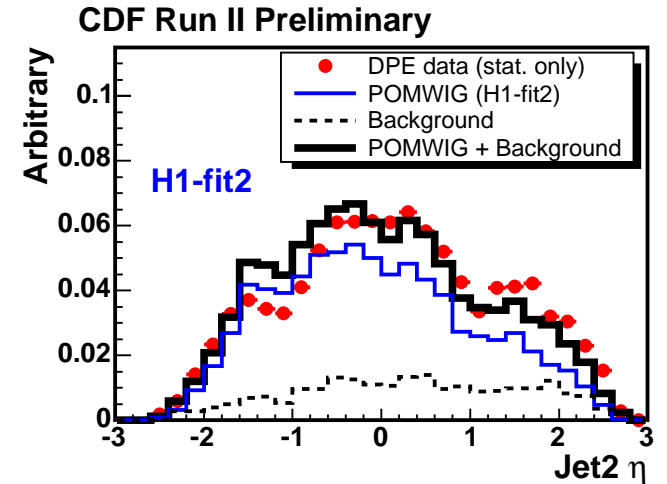 CDF Run II Preliminary
Arbitrary
0.1
0.08
0.06
0.04
0.02
0
DPE data (stat. only)
POMWIG (H1-fit2)
Background
POMWIG + Background
H1-fit2
-3 -2 -1 0 1 2 3
Jet2 η